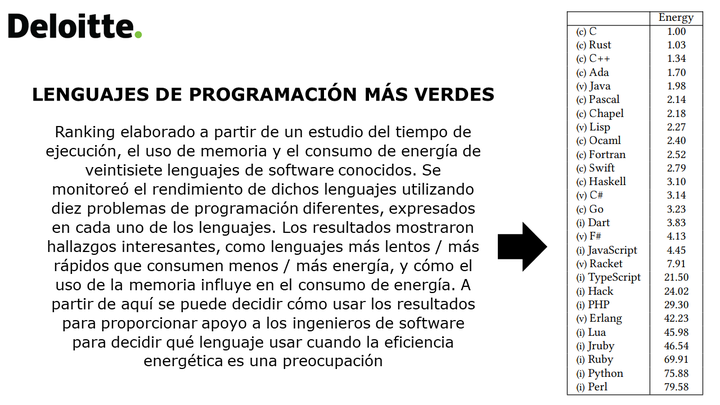 Deloitte.
LENGUAJES DE PROGRAMACIÓN MÁS VERDES
Ranking elaborado a partir de un estudio del tiempo de
ejecución, el uso de memoria y el consumo de energía de
veintisiete lenguajes de software conocidos. Se
monitoreó el rendimiento de dichos lenguajes utilizando
diez problemas de programación diferentes, expresados
en cada uno de los lenguajes. Los resultados mostraron
hallazgos interesantes, como lenguajes más lentos / más
rápidos que consumen menos / más energía, y cómo el
uso de la memoria influye en el consumo de energía. A
partir de aquí se puede decidir cómo usar los resultados
para proporcionar apoyo a los ingenieros de software
para decidir qué lenguaje usar cuando la eficiencia
energética es una preocupación
Energy
(c) C 1.00
(c) Rust 1.03
(c) C++ 1.34
(c) Ada 1.70
(v) Java 1.98
(c) Pascal 2.14
(c) Chapel 2.18
(v) Lisp 2.27
(c) Ocaml 2.40
(c) Fortran 2.52
(c) Swift 2.79
(c) Haskell 3.10
(v) C# 3.14
(c) Go 3.23
(i) Dart 3.83
(v) F# 4.13
(i) JavaScript 4.45
(v) Racket 7.91
(i) TypeScript 21.50
(i) Hack 24.02
(i) PHP 29.30
(v) Erlang 42.23
(i) Lua 45.98
(i) Jruby 46.54
(i) Ruby 69.91
(i) Python 75.88
(i) Perl 79.58